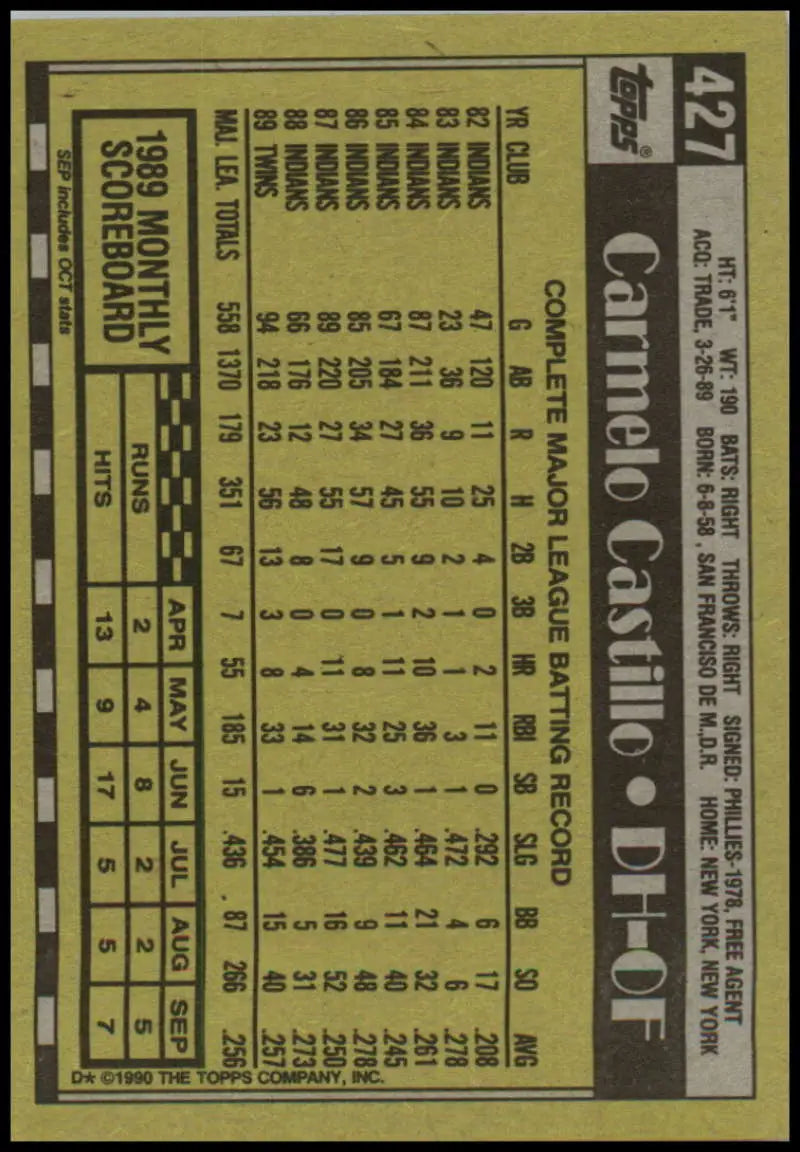 427
HT: 6'1" WT: 190 BATS: RIGHT THROWS: RIGHT SIGNED: PHILLIES-1978, FREE AGENT
ACQ: TRADE, 3-26-89 BORN: 6-8-58, SAN FRANCISO DE M.,D.R. HOME: NEW YORK, NEW YORK
TOPPS® Carmelo Castillo • DH-OF
COMPLETE MAJOR LEAGUE BATTING RECORD
YR CLUB G AB R H 2B 3B HR RBI SB SLG BB SO AVG
82 INDIANS 47 120 11 25 4 0 2 11 0 .292 6 17 .208
83 INDIANS 23 36 9 10 2 1 1 3 1 .472 4 6 .278
84 INDIANS 87 211 36 55 9 2 10 36 1 .464 21 32 .261
85 INDIANS 67 184 27 45 5 1 11 25 3 .462 11 40 .245
86 INDIANS 85 205 34 57 9 0 8 32 2 .439 9 48 .278
87 INDIANS 89 220 27 55 17 0 11 31 1 .477 16 52 .250
88 INDIANS 66 176 12 48 8 0 4 14 6 .386 5 31 .273
89 TWINS 94 218 23 56 13 3 8 33 1 .454 15 40 .257
MAJ. LEA. TOTALS 558 1370 179 351 67 7 55 185 15 .436 87 266 .256
1989 MONTHLY
SCOREBOARD
APR MAY JUN JUL AUG SEP
RUNS 2 4 8 2 2 5
HITS 13 9 17 5 5 7
SEP includes OCT stats
D* ©1990 THE TOPPS COMPANY, INC.